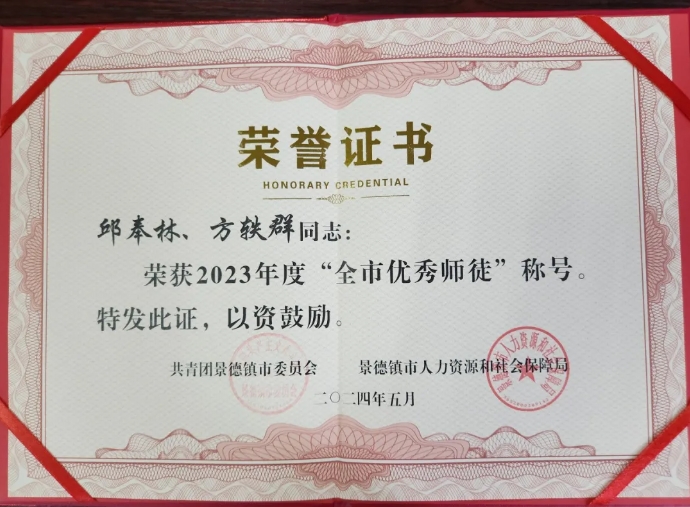 荣誉证书
HONORARY CREDENTIAL
邱奉林、方轶群同志：
荣获2023年度“全市优秀师徒”称号。
特发此证，以资鼓励。
共青团景德镇市委员会 景德镇市人力资源和社会保障局
二〇二四年五月